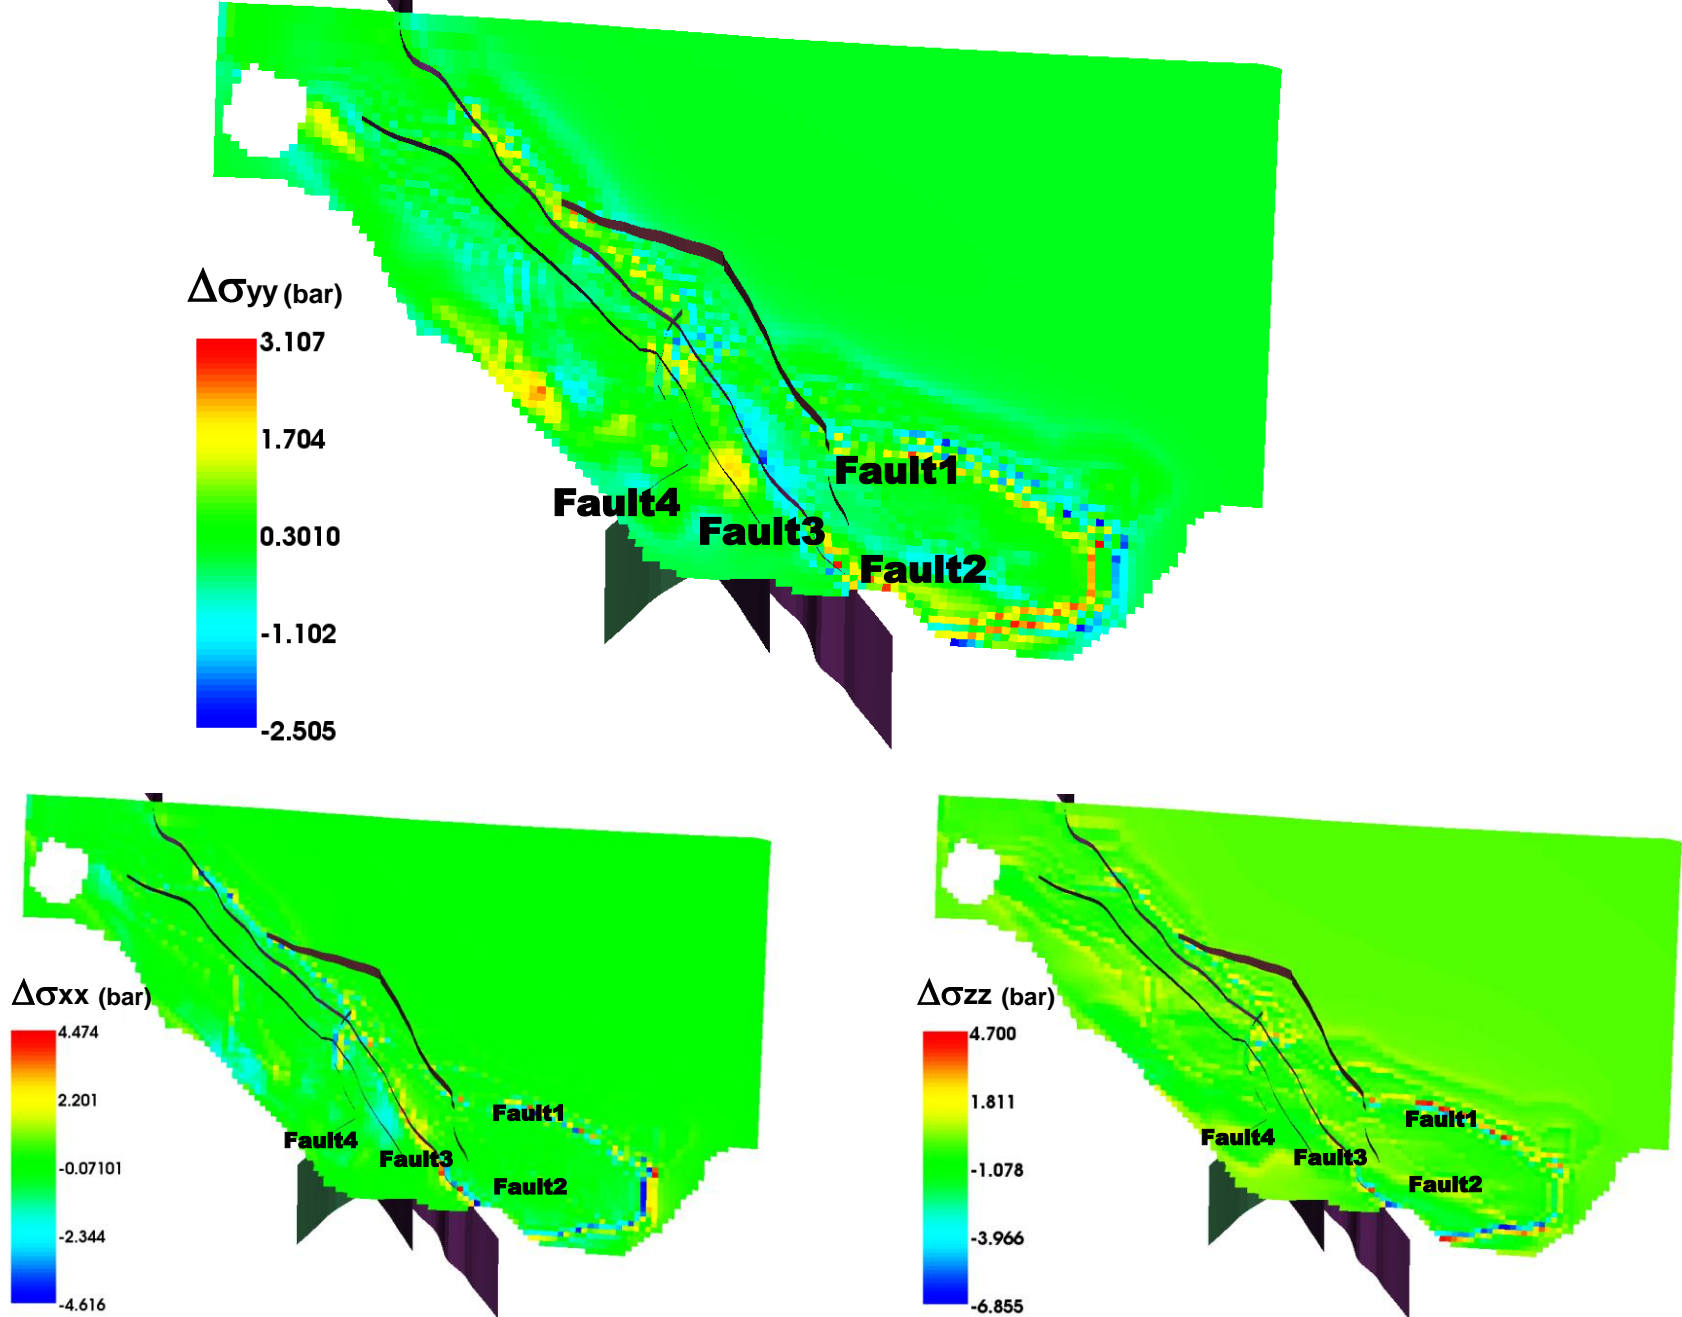 Δσyy (bar)
3.107
1.704
0.3010
-1.102
-2.505
Fault1
Fault4
Fault3
Fault2
Δσxx (bar)
4.474
2.201
-0.07101
-2.344
-4.616
Fault1
Fault4
Fault3
Fault2
Δσzz (bar)
4.700
1.811
-1.078
-3.966
-6.855
Fault1
Fault4
Fault3
Fault2